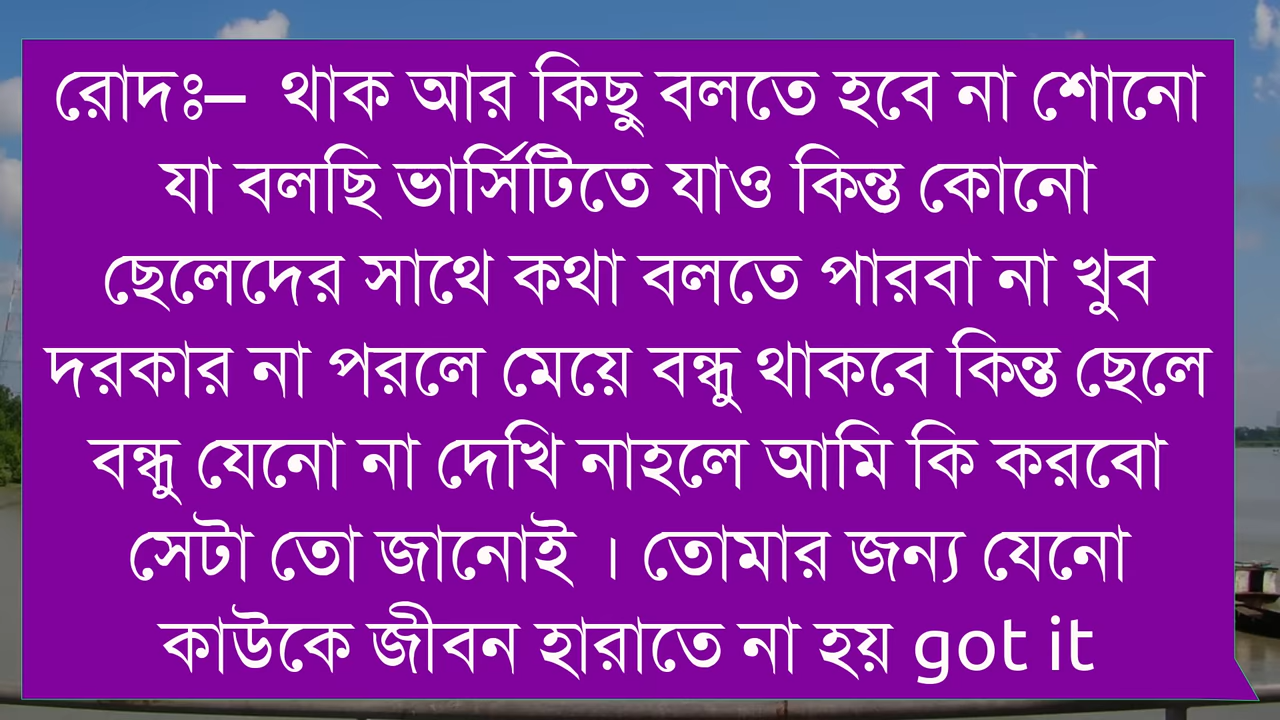 রোদঃ– থাক আর কিছু বলতে হবে না শোনো
যা বলছি ভার্সিটিতে যাও কিন্ত কোনো
ছেলেদের সাথে কথা বলতে পারবা না খুব
দরকার না পরলে মেয়ে বন্ধু থাকবে কিন্ত ছেলে
বন্ধু যেনো না দেখি নাহলে আমি কি করবো
সেটা তো জানোই । তোমার জন্য যেনো
কাউকে জীবন হারাতে না হয় got it